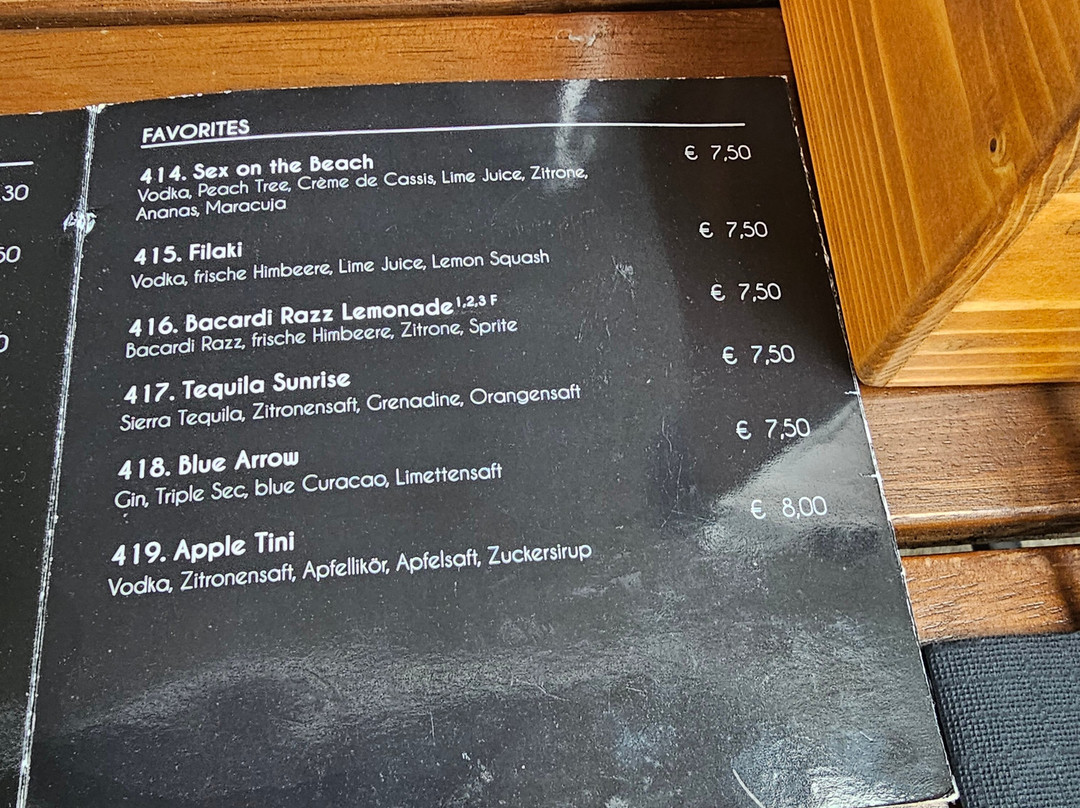 FAVORITES
414. Sex on the Beach € 7,50
Vodka, Peach Tree, Crème de Cassis, Lime Juice, Zitrone,
Ananas, Maracuja
415. Filaki € 7,50
Vodka, frische Himbeere, Lime Juice, Lemon Squash
416. Bacardi Razz Lemonade 1,2,3 F € 7,50
Bacardi Razz, frische Himbeere, Zitrone, Sprite
417. Tequila Sunrise € 7,50
Sierra Tequila, Zitronensaft, Grenadine, Orangensaft
418. Blue Arrow € 7,50
Gin, Triple Sec, blue Curacao, Limettensaft
419. Apple Tini € 8,00
Vodka, Zitronensaft, Apfellikör, Apfelsaft, Zuckersirup